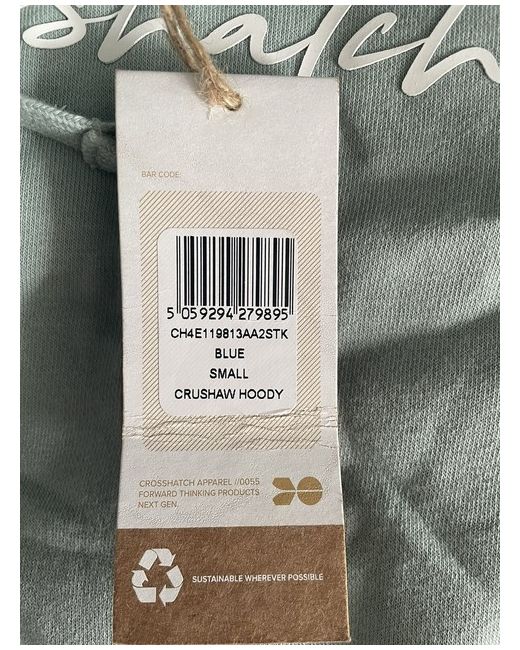 shatch
BAR CODE:
5 059294 279895
CH4E119813AA2STK
BLUE
SMALL
CRUSHAW HOODY
CROSSHATCH APPAREL //0055
FORWARD THINKING PRODUCTS
NEXT GEN.
SUSTAINABLE WHEREVER POSSIBLE